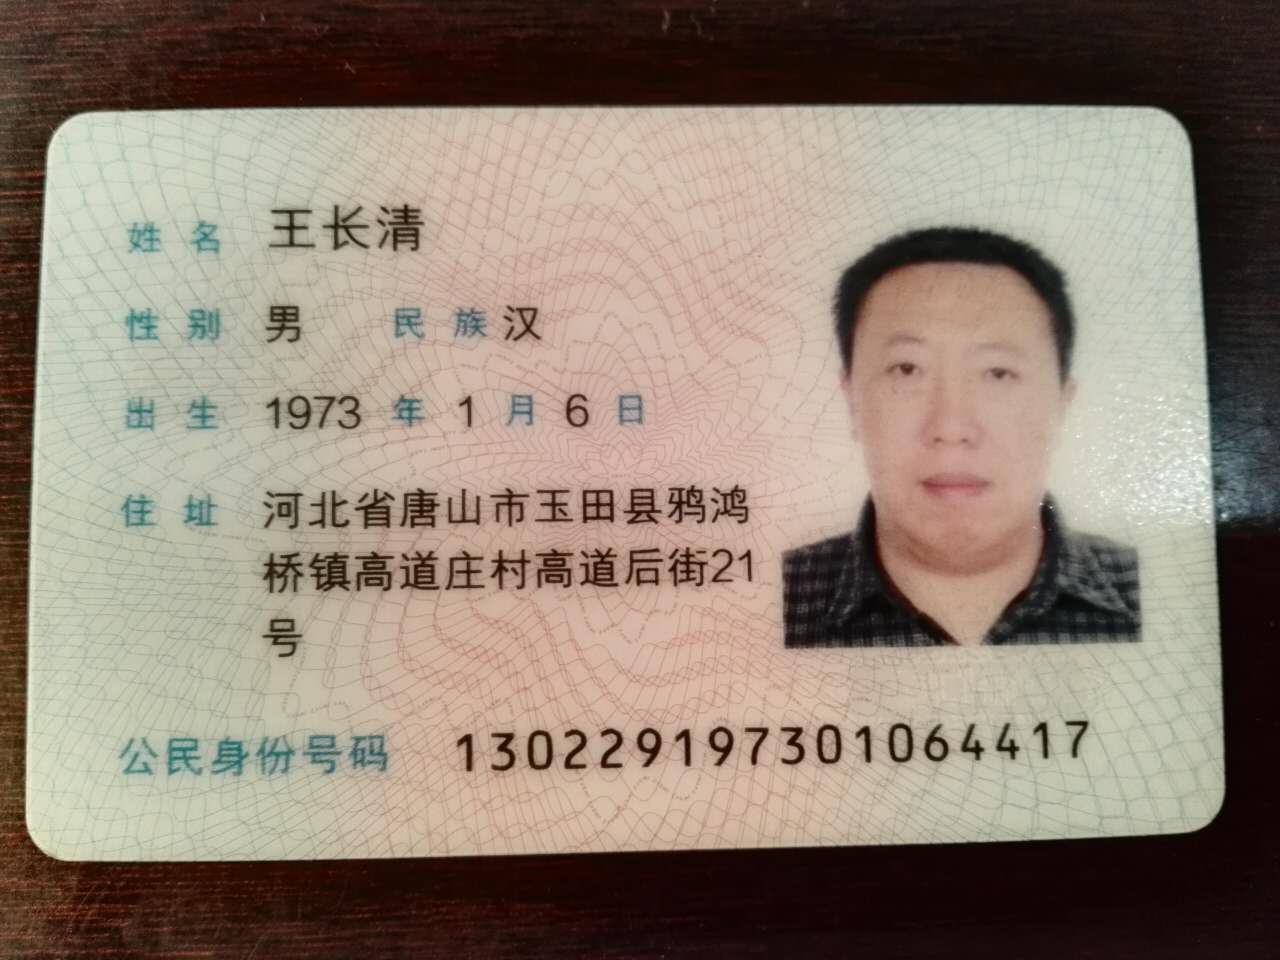 姓名 王长清
性别 男 民族 汉
出生 1973 年 1 月 6 日
住址 河北省唐山市玉田县鸦鸿
桥镇高道庄村高道后街21
号
公民身份号码 130229197301064417